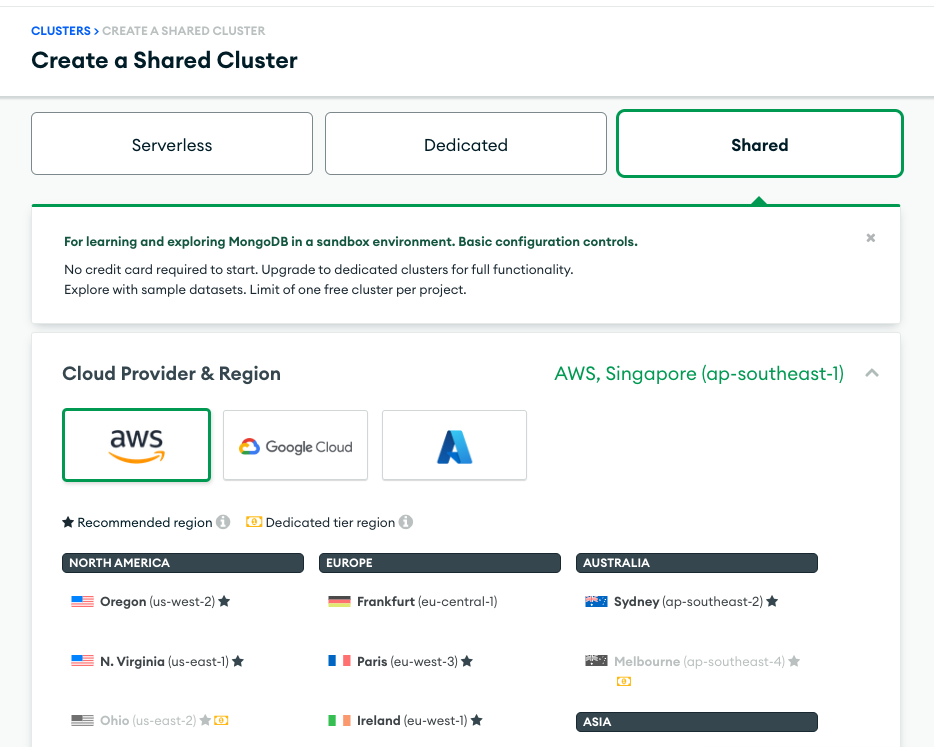 CLUSTERS > CREATE A SHARED CLUSTER
Create a Shared Cluster
Serverless
Dedicated
Shared
For learning and exploring MongoDB in a sandbox environment. Basic configuration controls.
No credit card required to start. Upgrade to dedicated clusters for full functionality.
Explore with sample datasets. Limit of one free cluster per project.
Cloud Provider & Region
AWS, Singapore (ap-southeast-1)
aws
Google Cloud
Recommended region
Dedicated tier region
NORTH AMERICA
EUROPE
AUSTRALIA
Oregon (us-west-2)
Frankfurt (eu-central-1)
Sydney (ap-southeast-2)
N. Virginia (us-east-1)
Paris (eu-west-3)
Melbourne (ap-southeast-4)
Ohio (us-east-2)
Ireland (eu-west-1)
ASIA